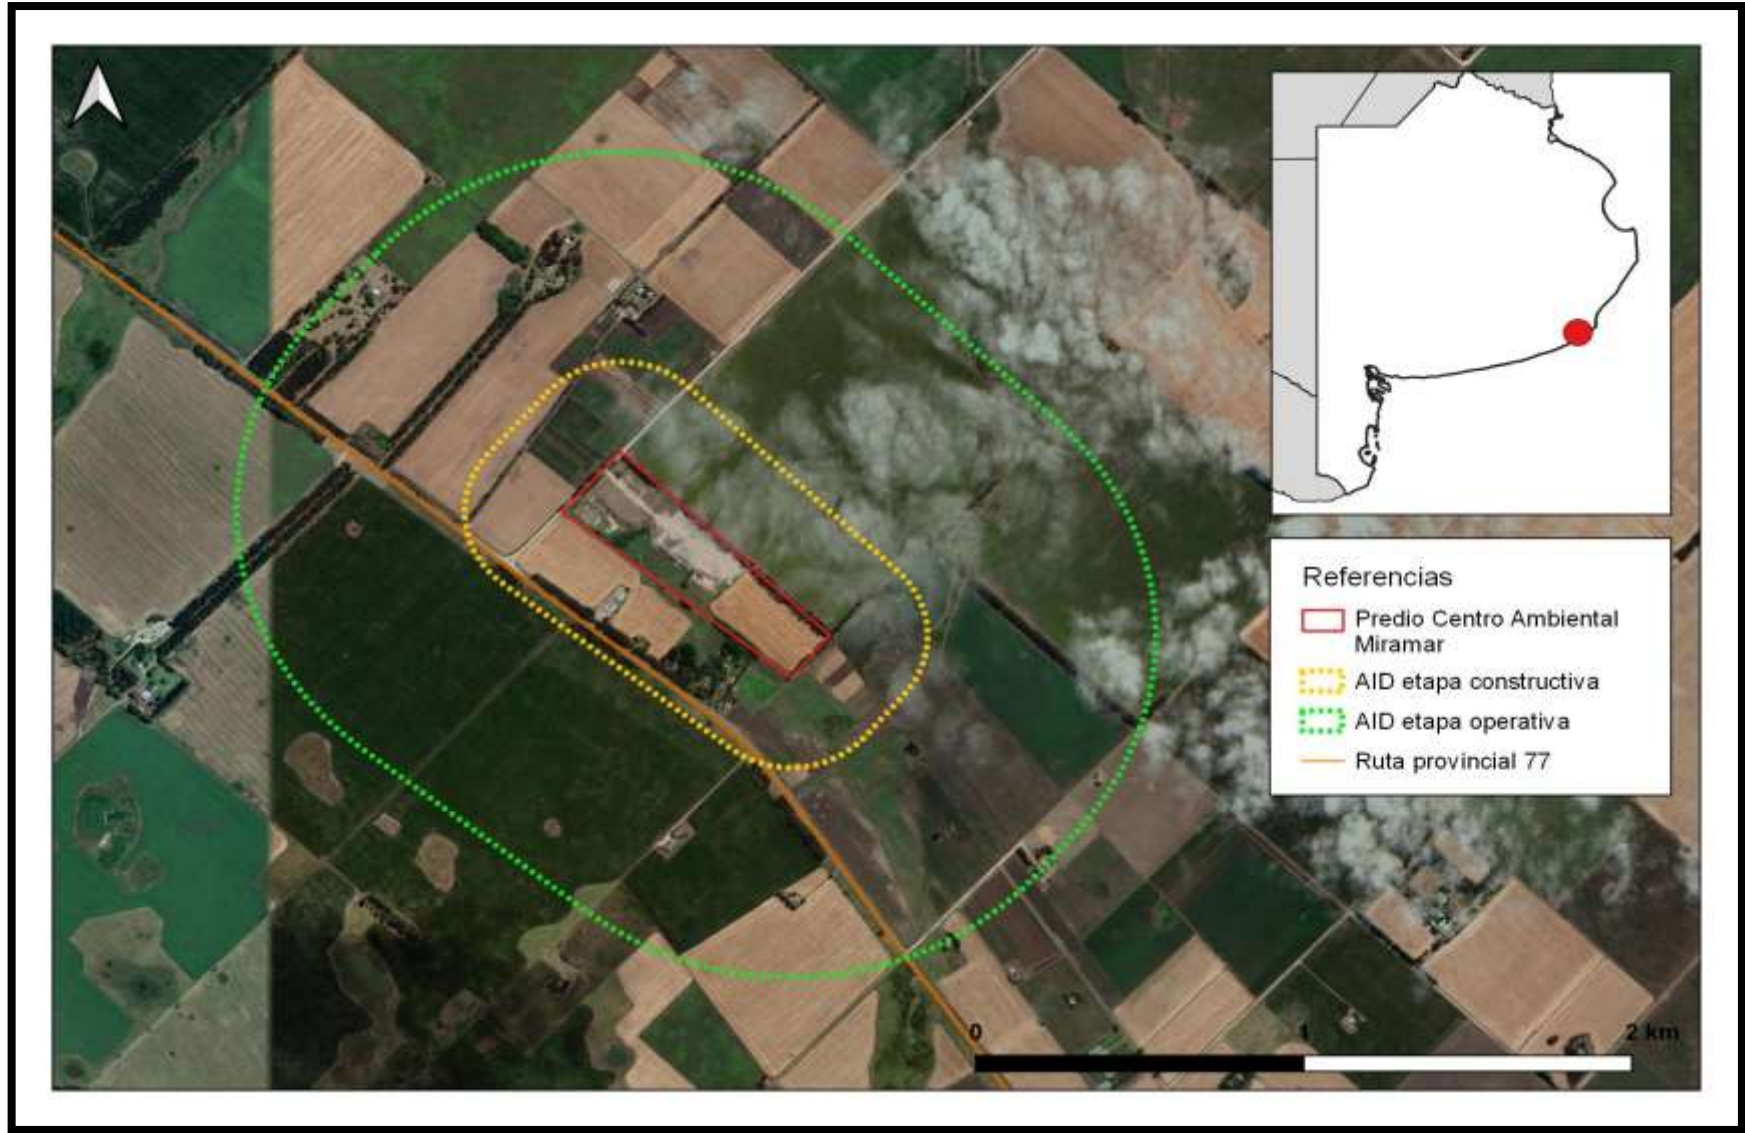 Referencias
Predio Centro Ambiental
Miramar
AID etapa constructiva
AID etapa operativa
Ruta provincial 77
0 1 2 km